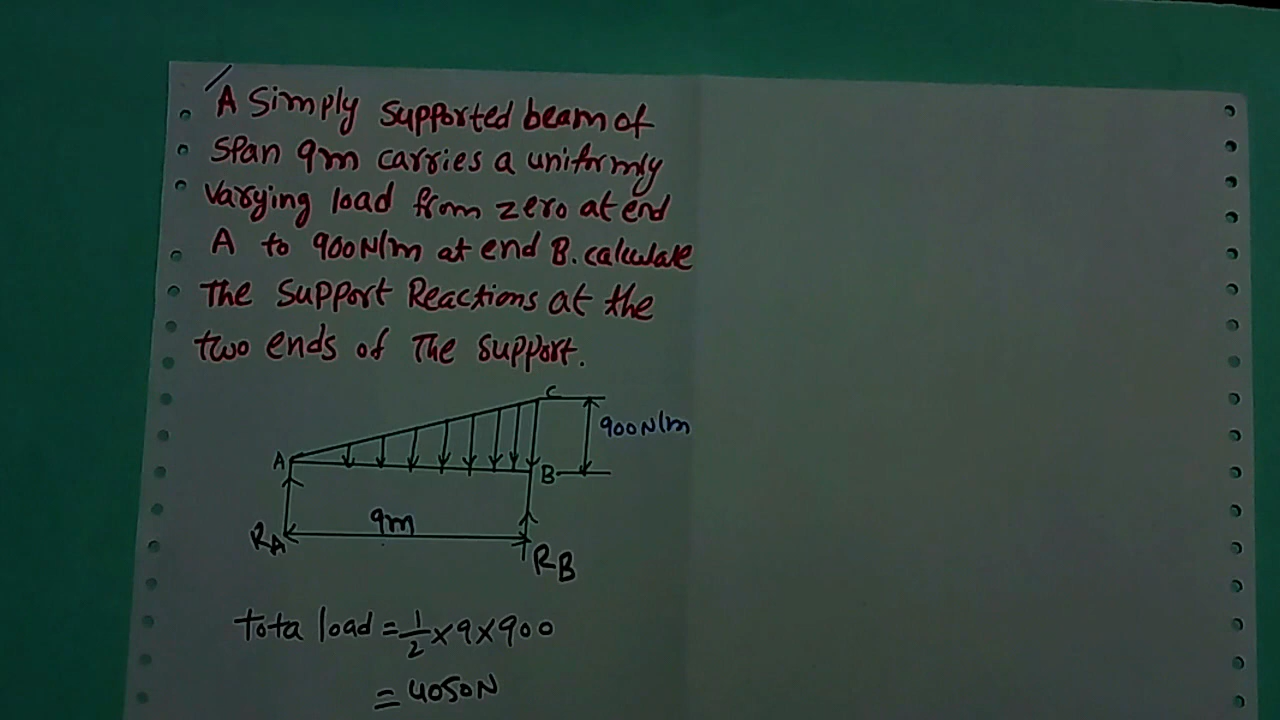 A Simply Supported beam of
Span 9m carries a uniformly
Varying load from zero at end
A to 900N/m at end B. calculate
The Support Reactions at the
two ends of The Support.
C
900N/m
A
B
9m
RA
RB
tota load = 1/2 x 9 x 900
= 4050N